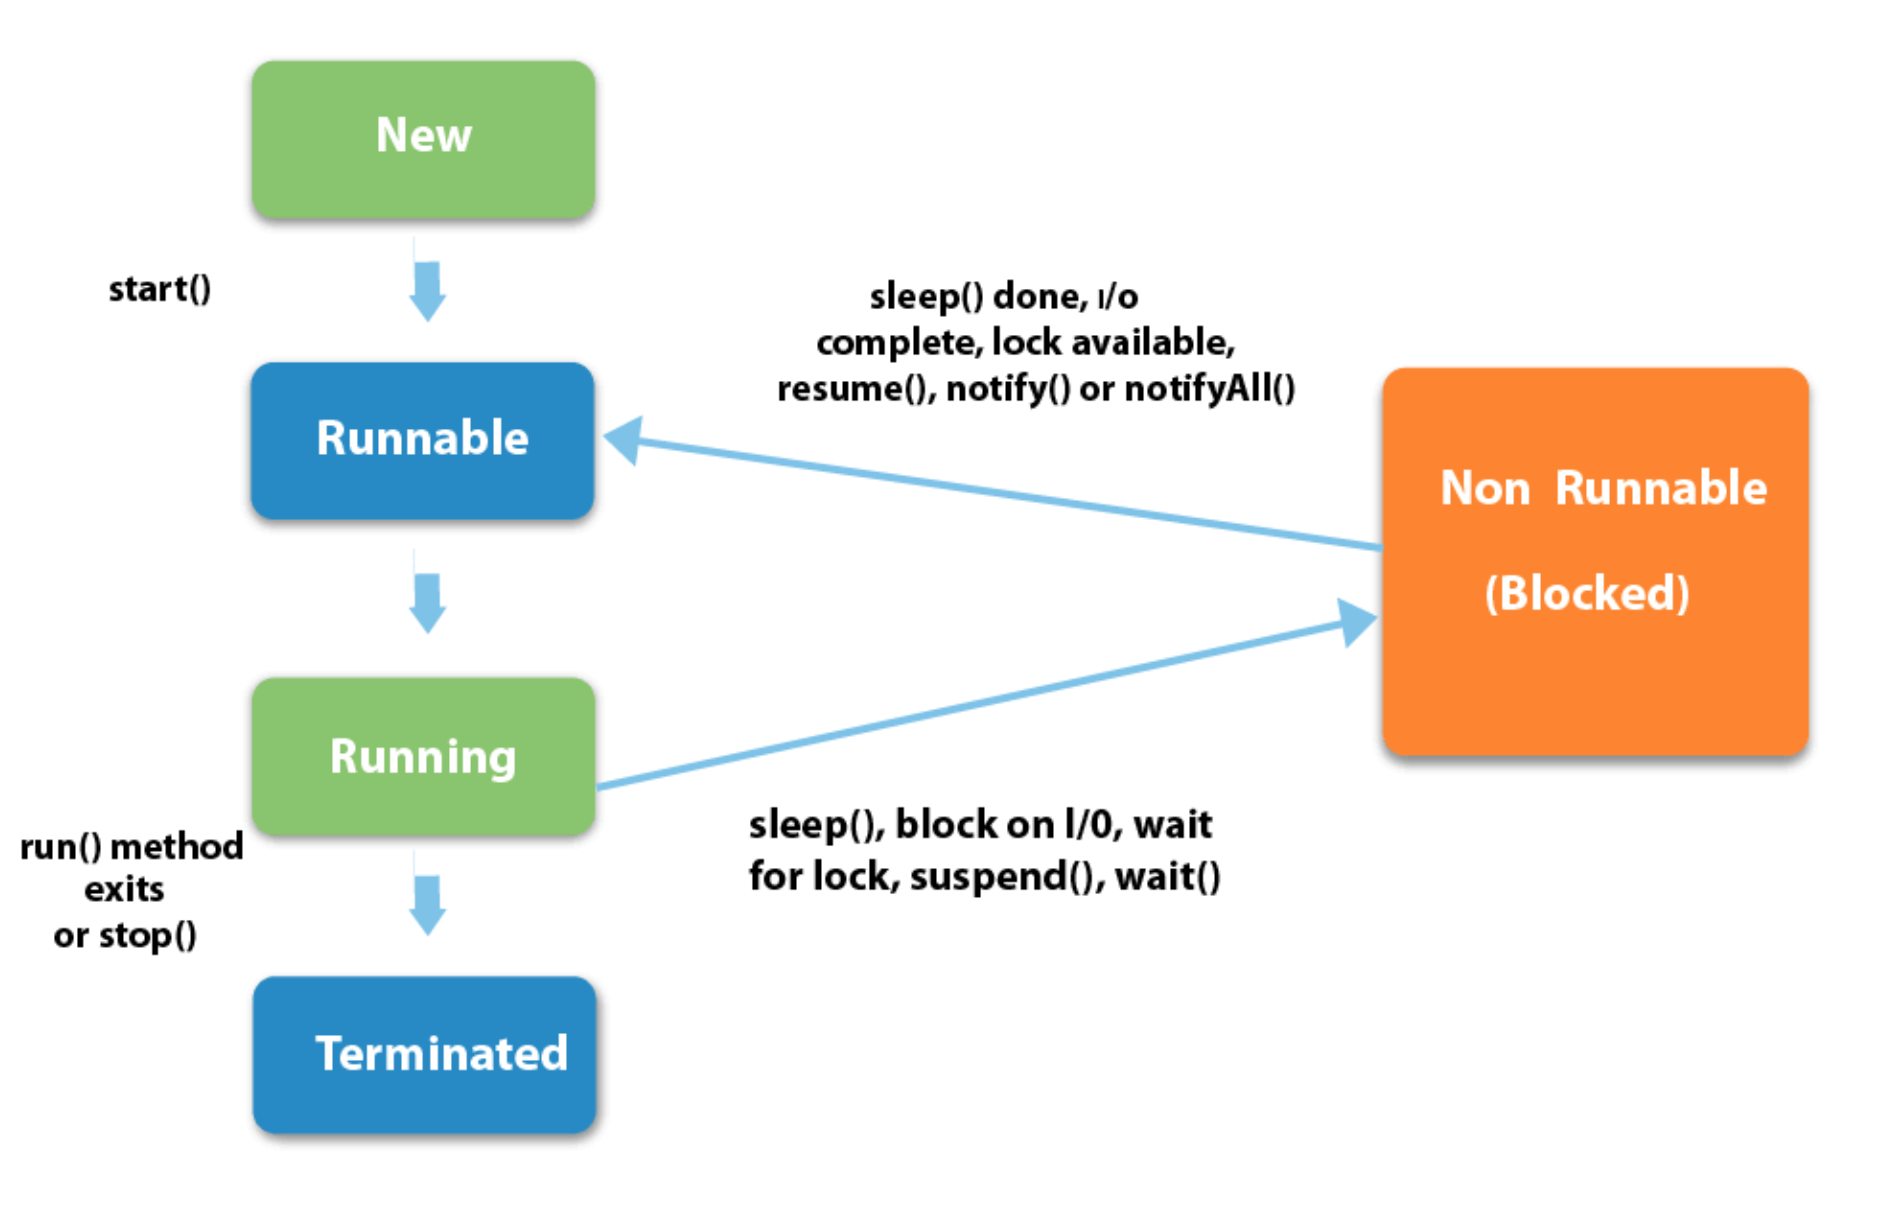 New
start()
sleep() done, ı/o
complete, lock available,
resume(), notify() or notifyAll()
Runnable
Non Runnable
(Blocked)
Running
sleep(), block on l/0, wait
for lock, suspend(), wait()
run() method
exits
or stop()
Terminated